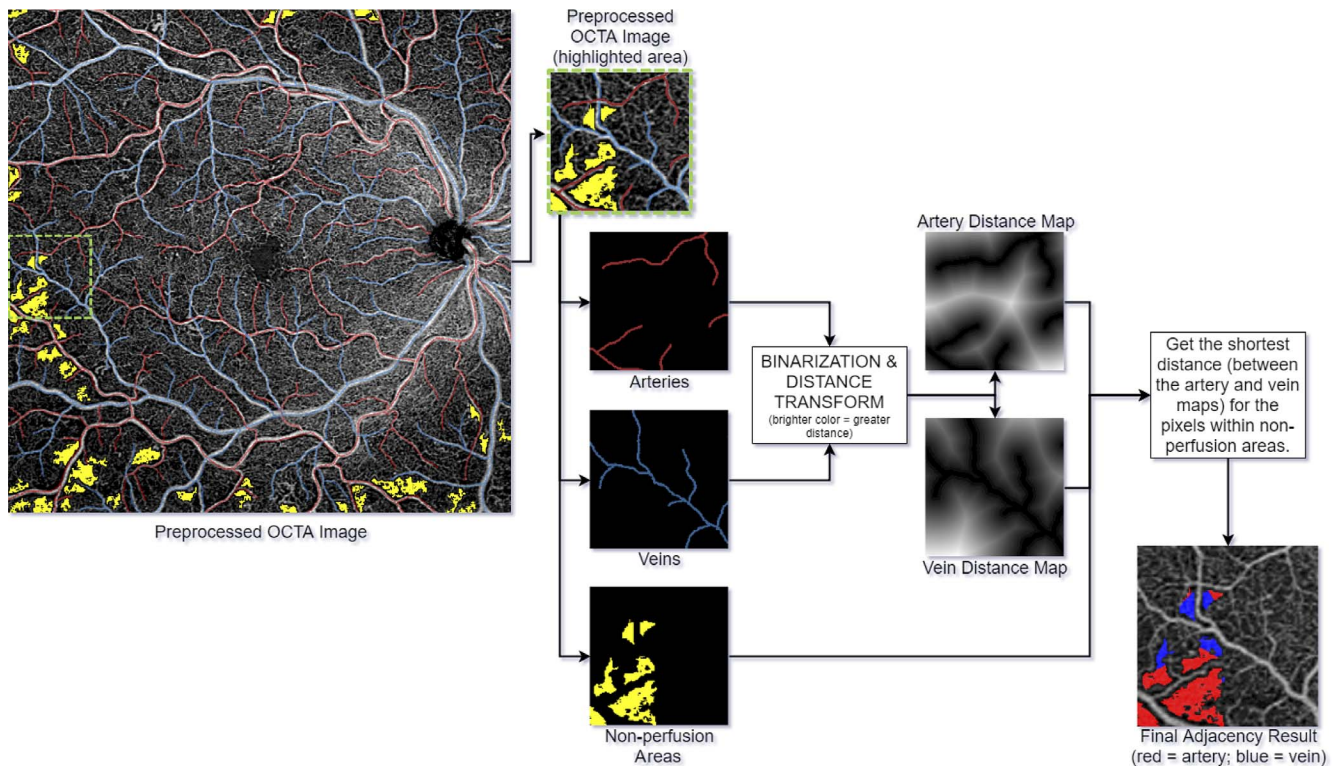 Preprocessed
OCTA Image
(highlighted area)
Preprocessed OCTA Image
Arteries
Veins
Non-perfusion
Areas
BINARIZATION &
DISTANCE
TRANSFORM
(brighter color = greater
distance)
Artery Distance Map
Vein Distance Map
Get the shortest
distance (between
the artery and vein
maps) for the
pixels within non-
perfusion areas.
Final Adjacency Result
(red = artery; blue = vein)